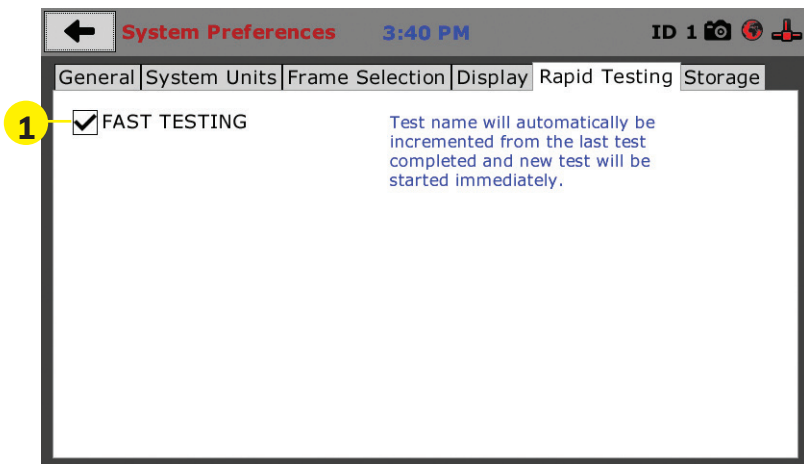 System Preferences 3:40 PM ID 1
General System Units Frame Selection Display Rapid Testing Storage
1
FAST TESTING
Test name will automatically be
incremented from the last test
completed and new test will be
started immediately.